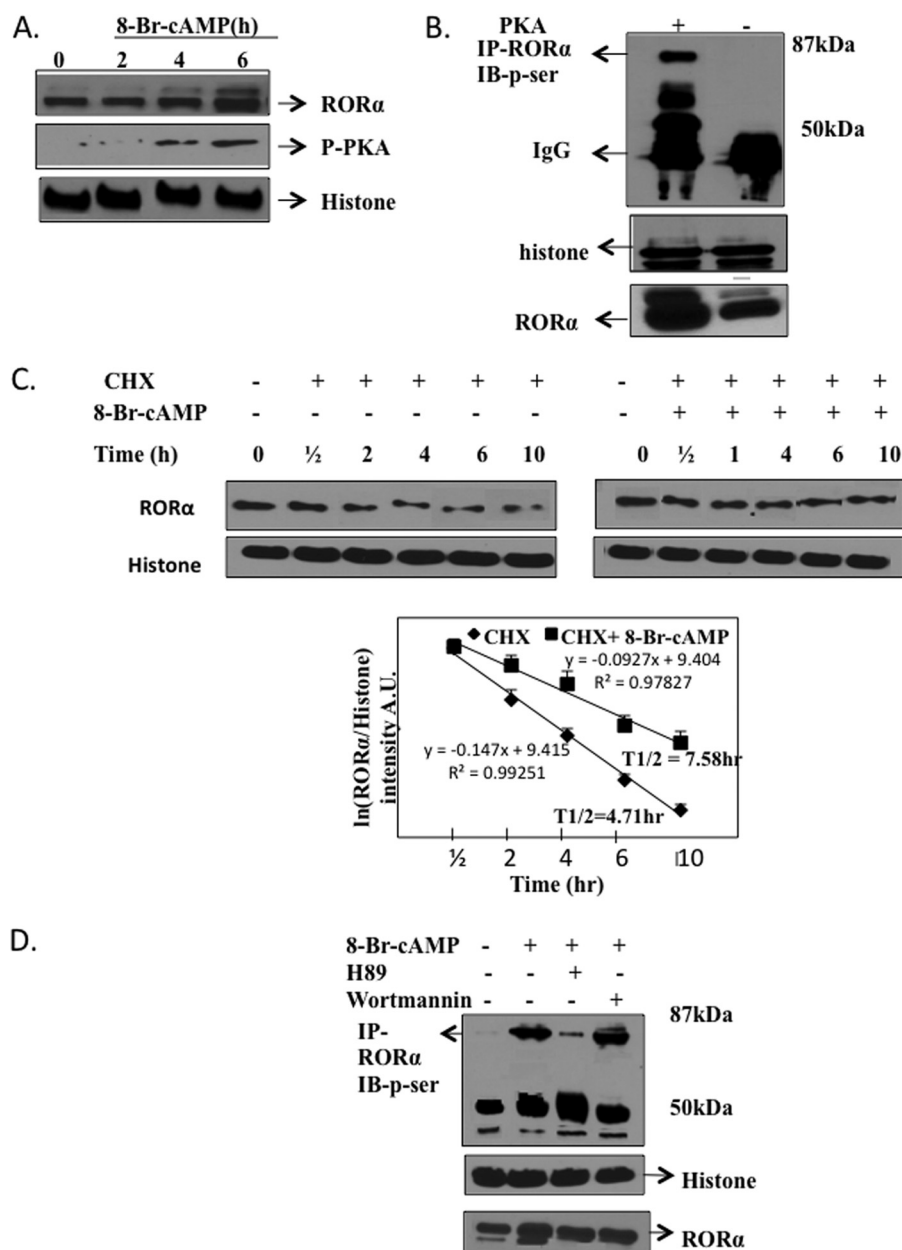 A.
8-Br-cAMP(h)
0 2 4 6
RORα
P-PKA
Histone
B.
PKA + -
IP-RORα
IB-p-ser
87kDa
50kDa
IgG
histone
RORα
C.
CHX - + + + + + - + + + + +
8-Br-cAMP - - - - - - - + + + + +
Time (h) 0 ½ 2 4 6 10 0 ½ 1 4 6 10
RORα
Histone
CHX CHX+ 8-Br-cAMP
y = -0.0927x + 9.404
R² = 0.97827
ln(RORα/Histone)
intensity A.U.
y = -0.147x + 9.415
R² = 0.99251
T1/2 = 7.58hr
T1/2=4.71hr
½ 2 4 6 10
Time (hr)
D.
8-Br-cAMP - + + +
H89 - - + -
Wortmannin - - - +
87kDa
IP-
RORα
IB-p-ser
50kDa
Histone
RORα